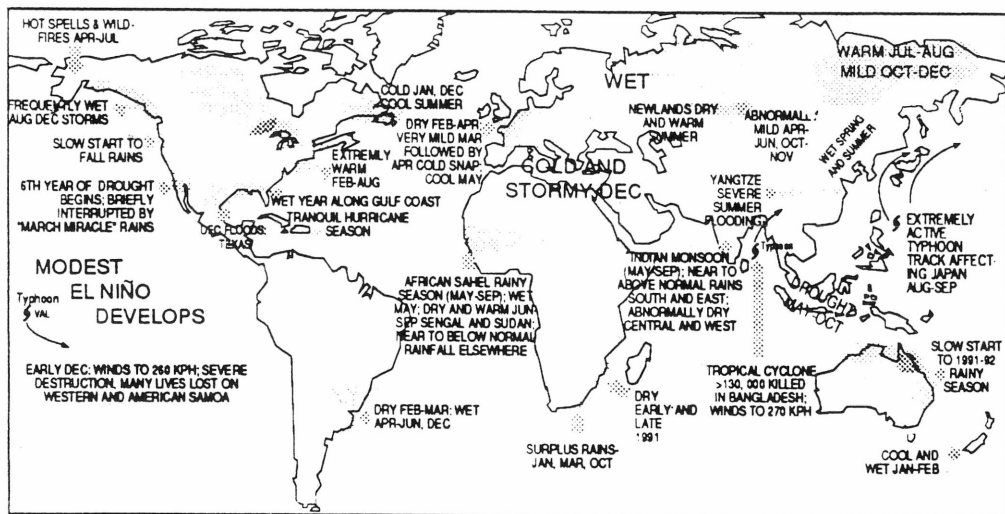 HOT SPELLS & WILD-
FIRES APR-JUL
WARM JUL-AUG
MILD OCT-DEC
WET
COLD JAN, DEC
COOL SUMMER
FREQUENTLY WET
AUG DEC STORMS
SLOW START TO
FALL RAINS
DRY FEB-APR
VERY MILD MAR
FOLLOWED BY
APR COLD SNAP-
COOL MAY
NEWLANDS DRY
AND WARM
SUMMER
ABNORMALLY
MILD APR-
JUN, OCT-
NOV
WET SPRING
AND SUMMER
EXTREMLY
WARM
FEB-AUG
COLD AND
STORMY DEC
6TH YEAR OF DROUGHT
BEGINS; BRIEFLY
INTERRUPTED BY
"MARCH MIRACLE" RAINS
WET YEAR ALONG GULF COAST
TRANQUIL HURRICANE
SEASON
DEC FLOODS:
TEXAS
YANGTZE
SEVERE
SUMMER
FLOODING
Typhoon
EXTREMELY
ACTIVE
TYPHOON
TRACK AFFECT-
ING JAPAN
AUG-SEP
MODEST
EL NIÑO
DEVELOPS
Typhoon
VAL
EARLY DEC: WINDS TO 260 KPH; SEVERE
DESTRUCTION, MANY LIVES LOST ON
WESTERN AND AMERICAN SAMOA
AFRICAN SAHEL RAINY
SEASON (MAY-SEP); WET
MAY; DRY AND WARM JUN-
SEP SENGAL AND SUDAN;
NEAR TO BELOW NORMAL
RAINFALL ELSEWHERE
INDIAN MONSOON
(MAY/SEP); NEAR TO
ABOVE NORMAL RAINS
SOUTH AND EAST;
ABNORMALLY DRY
CENTRAL AND WEST
DROUGHT
MAY-OCT
TROPICAL CYCLONE
>130, 000 KILLED
IN BANGLADESH;
WINDS TO 270 KPH
SLOW START
TO 1991-92
RAINY
SEASON
DRY FEB-MAR; WET
APR-JUN, DEC
DRY
EARLY AND
LATE
1991
SURPLUS RAINS-
JAN, MAR, OCT
COOL AND
WET JAN-FEB